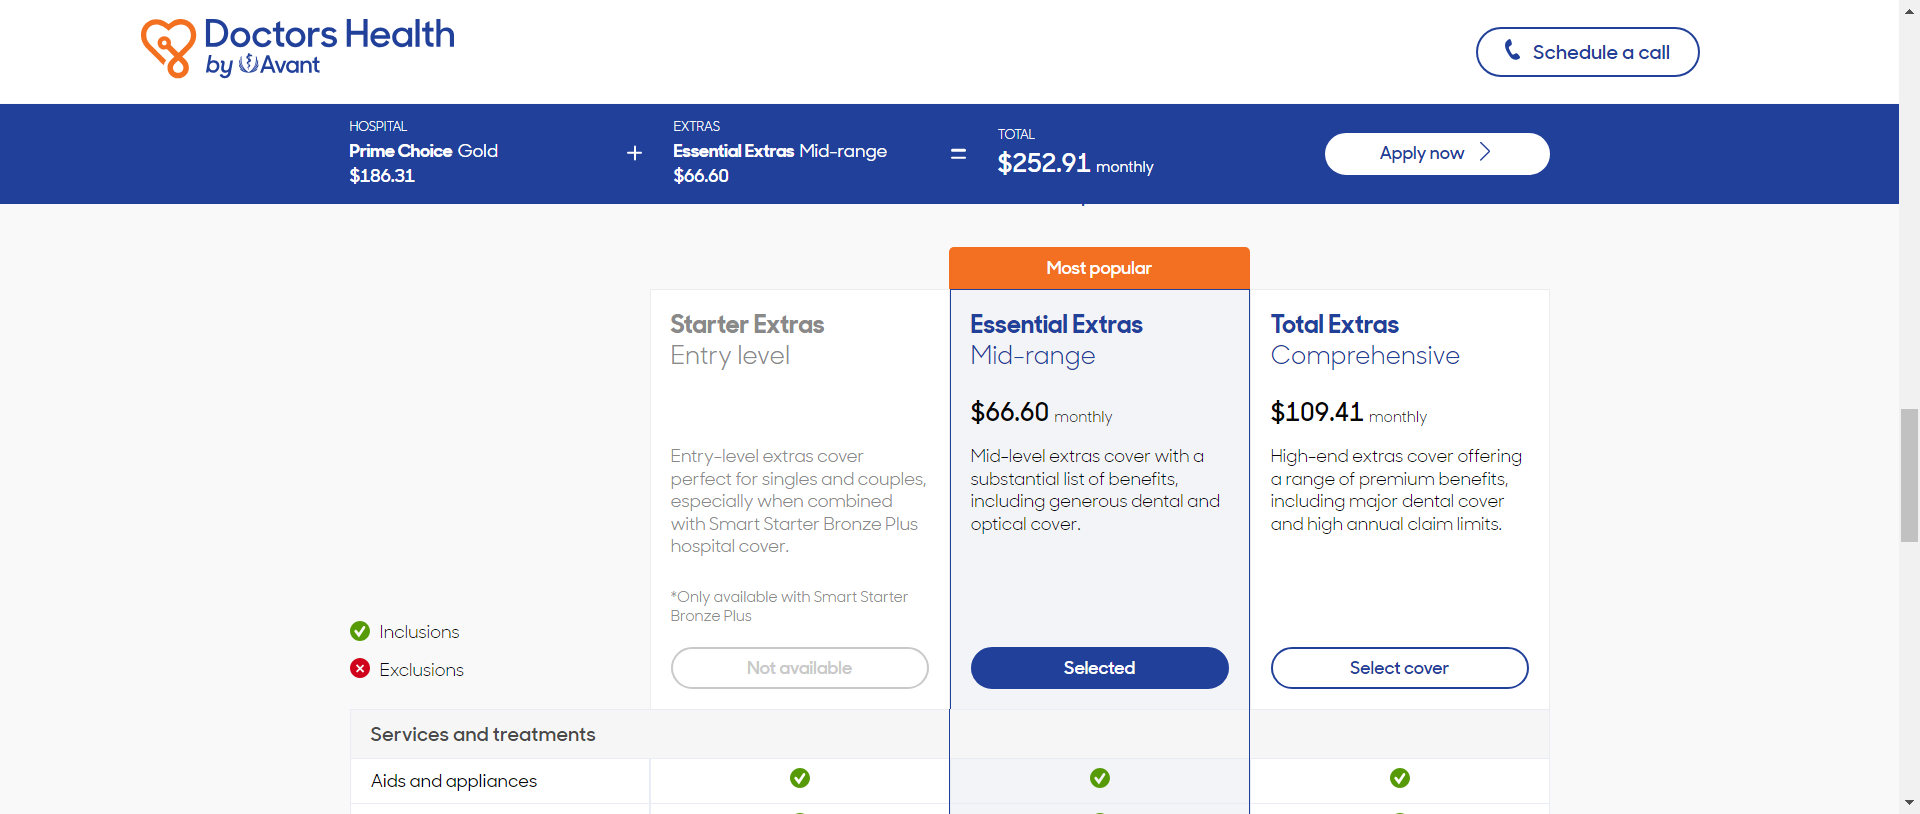 Doctors Health
by Avant
Schedule a call
HOSPITAL
Prime Choice Gold
$186.31
+
EXTRAS
Essential Extras Mid-range
$66.60
=
TOTAL
$252.91 monthly
Apply now
Most popular
Starter Extras
Entry level
Entry-level extras cover
perfect for singles and couples,
especially when combined
with Smart Starter Bronze Plus
hospital cover.
*Only available with Smart Starter
Bronze Plus
Not available
Essential Extras
Mid-range
$66.60 monthly
Mid-level extras cover with a
substantial list of benefits,
including generous dental and
optical cover.
Selected
Total Extras
Comprehensive
$109.41 monthly
High-end extras cover offering
a range of premium benefits,
including major dental cover
and high annual claim limits.
Select cover
Inclusions
Exclusions
Services and treatments
Aids and appliances